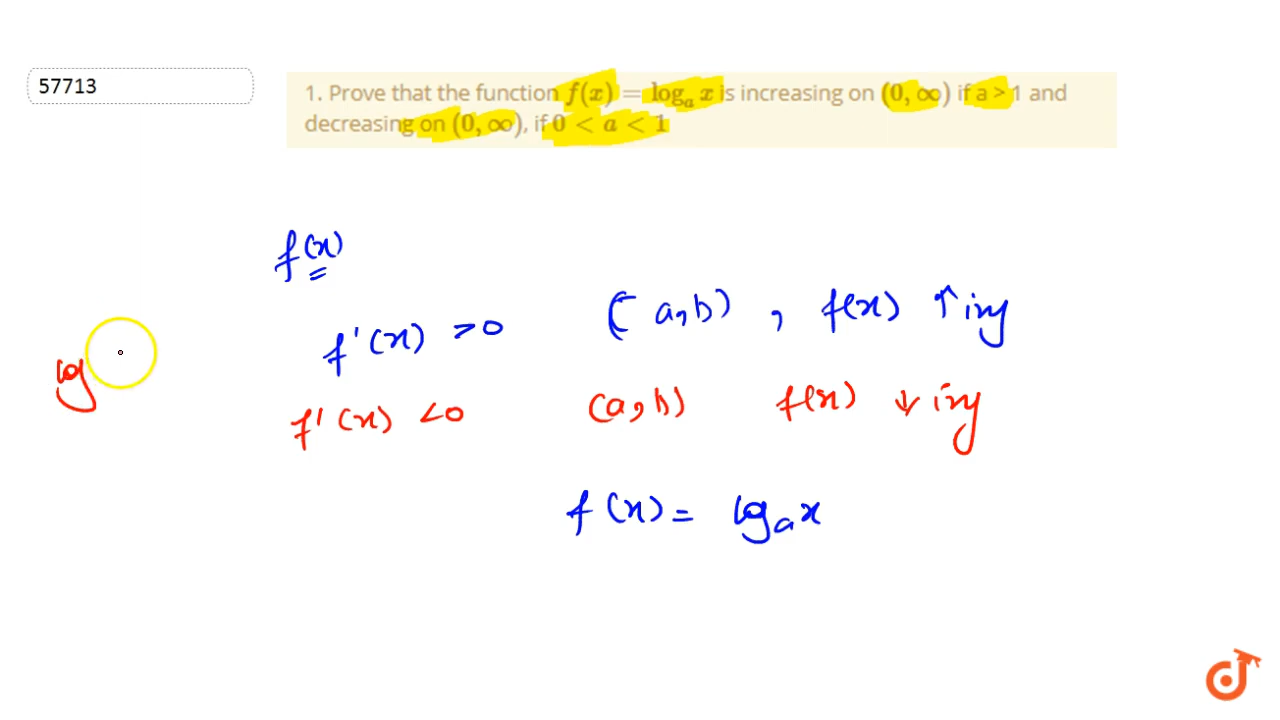 57713
1. Prove that the function f(x) = logₐ x is increasing on (0, ∞) if a > 1 and
decreasing on (0, ∞), if 0 < a < 1
f(x)
f'(x) >0 (a,b) , f(x) ↑ing
log
f'(x) <0 (a,b) f(x) ↓ing
f(x) = logₐx